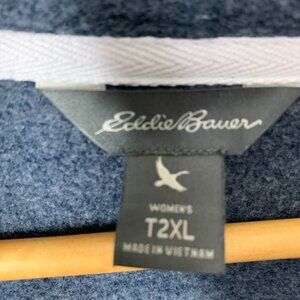 Eddie Bauer
WOMEN'S
T2XL
MADE IN VIETNAM